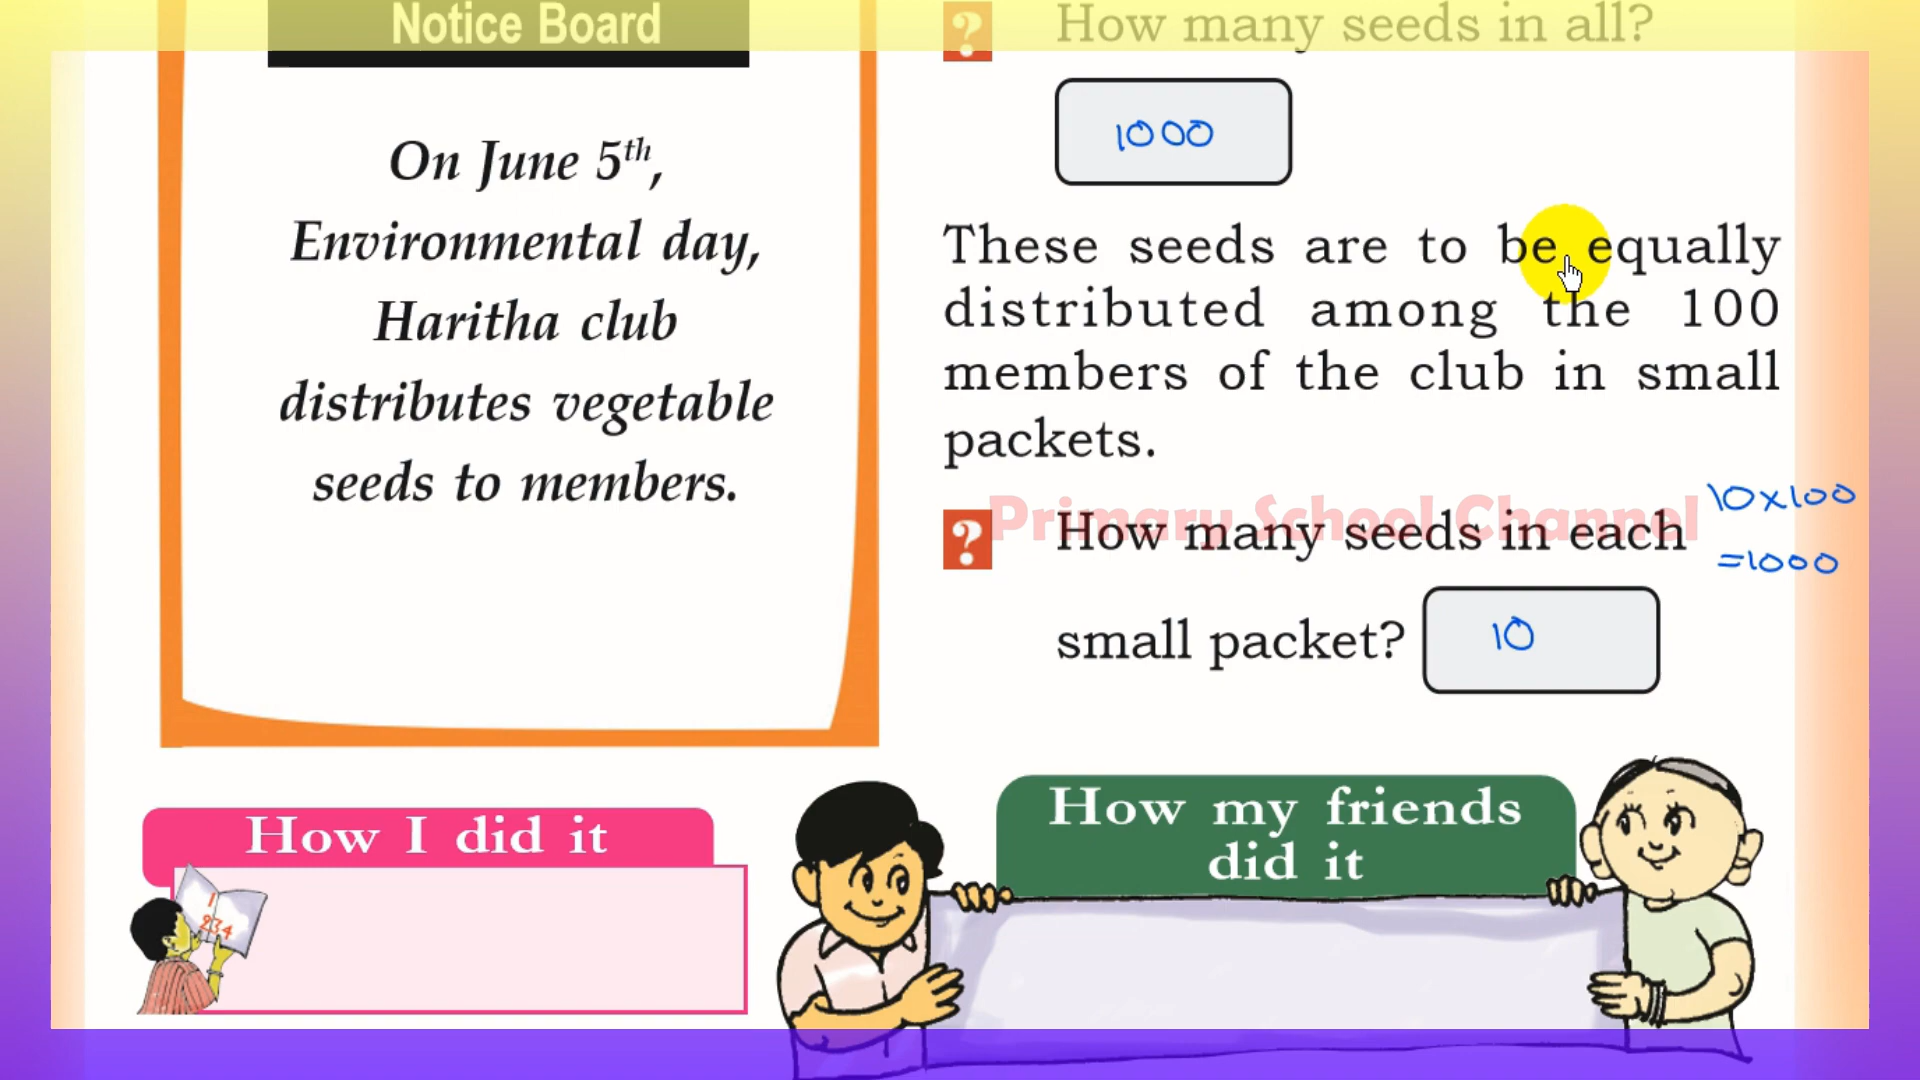 Notice Board
On June 5th,
Environmental day,
Haritha club
distributes vegetable
seeds to members.
? How many seeds in all?
1000
These seeds are to be equally
distributed among the 100
members of the club in small
packets.
Primary School Channel
? How many seeds in each
small packet? 10
10x100
=1000
How I did it
1
234
How my friends
did it